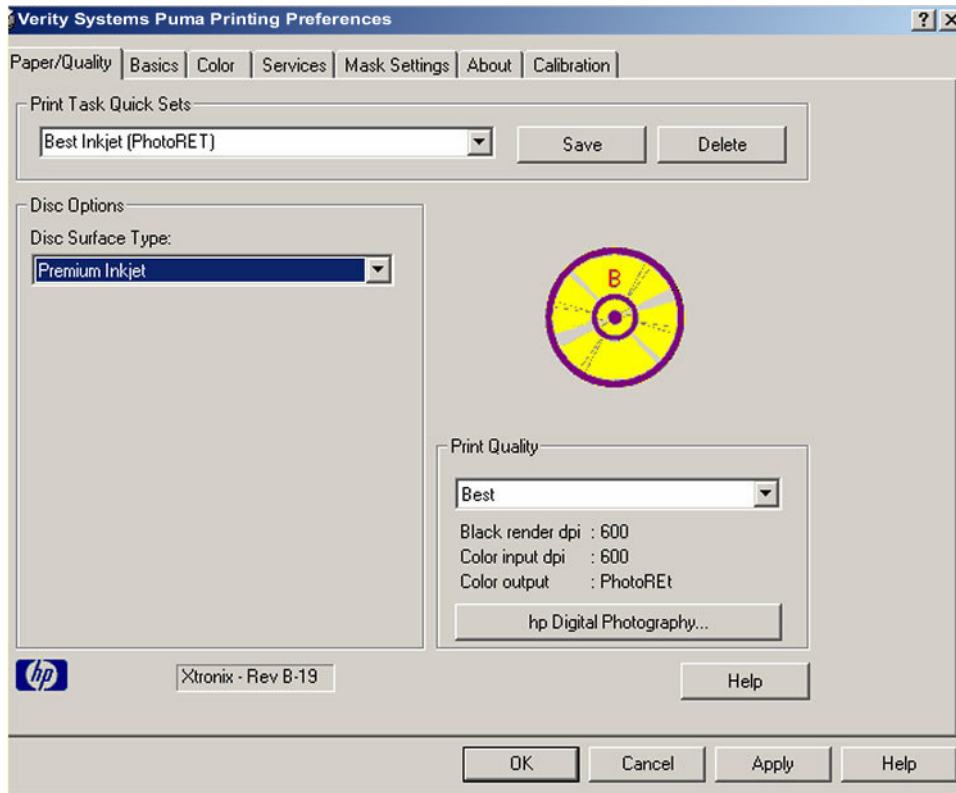 Verity Systems Puma Printing Preferences
Paper/Quality Basics Color Services Mask Settings About Calibration
Print Task Quick Sets
Best Inkjet (PhotoRET) Save Delete
Disc Options
Disc Surface Type:
Premium Inkjet
B
Print Quality
Best
Black render dpi : 600
Color input dpi : 600
Color output : PhotoREt
hp Digital Photography...
hp Xtronix - Rev B-19 Help
OK Cancel Apply Help